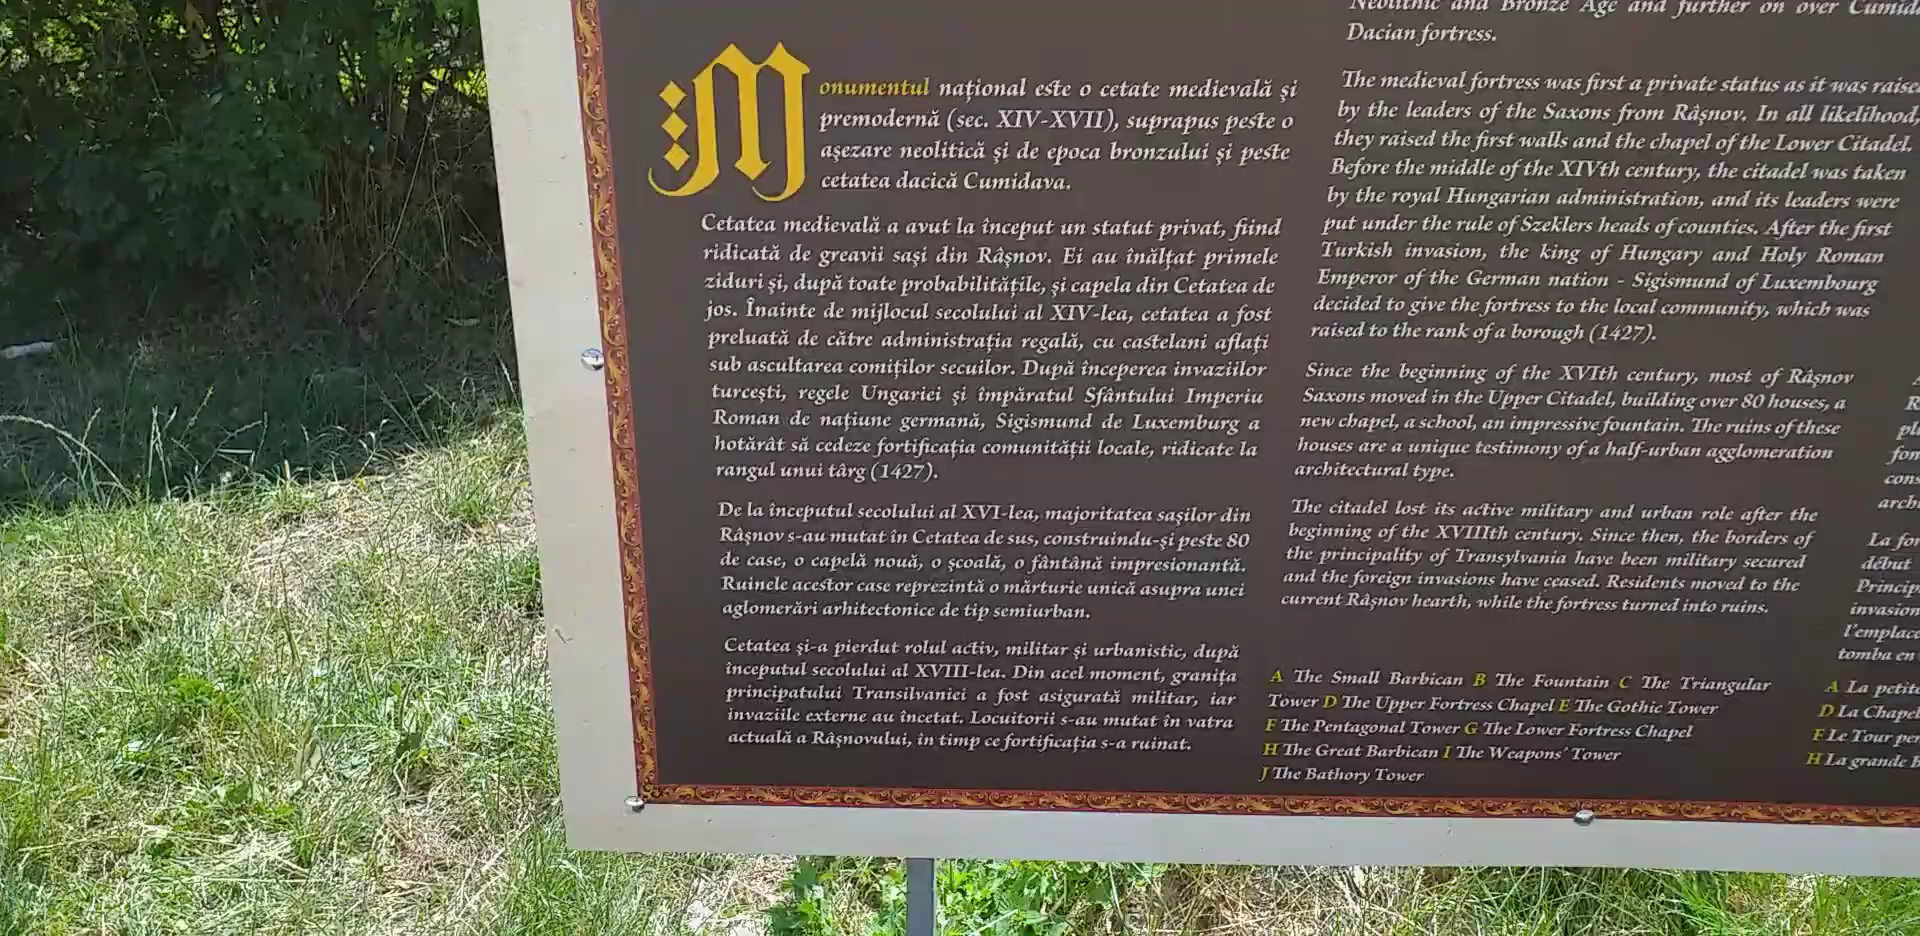 Monumentul național este o cetate medievală și
premodernă (sec. XIV-XVII), suprapus peste o
așezare neolitică și de epoca bronzului și peste
cetatea dacică Cumidava.
Cetatea medievală a avut la început un statut privat, fiind
ridicată de greavii sași din Râșnov. Ei au înălțat primele
ziduri și, după toate probabilitățile, și capela din Cetatea de
jos. Înainte de mijlocul secolului al XIV-lea, cetatea a fost
preluată de către administrația regală, cu castelani aflați
sub ascultarea comiților secuilor. După începerea invaziilor
turcești, regele Ungariei și împăratul Sfântului Imperiu
Roman de națiune germană, Sigismund de Luxemburg a
hotărât să cedeze fortificația comunității locale, ridicate la
rangul unui târg (1427).
De la începutul secolului al XVI-lea, majoritatea sașilor din
Râșnov s-au mutat în Cetatea de sus, construindu-și peste 80
de case, o capelă nouă, o școală, o fântână impresionantă.
Ruinele acestor case reprezintă o mărturie unică asupra unei
aglomerări arhitectonice de tip semiurban.
Cetatea și-a pierdut rolul activ, militar și urbanistic, după
începutul secolului al XVIII-lea. Din acel moment, granița
principatului Transilvaniei a fost asigurată militar, iar
invaziile externe au încetat. Locuitorii s-au mutat în vatra
actuală a Râșnovului, în timp ce fortificația s-a ruinat.
Neolithic and Bronze Age and further on over
Dacian fortress.
The medieval fortress was first a private status as it was
by the leaders of the Saxons from Râșnov. In all likelihood,
they raised the first walls and the chapel of the Lower Citadel.
Before the middle of the XIVth century, the citadel was taken
by the royal Hungarian administration, and its leaders were
put under the rule of Szeklers heads of counties. After the first
Turkish invasion, the king of Hungary and Holy Roman
Emperor of the German nation - Sigismund of Luxembourg
decided to give the fortress to the local community, which was
raised to the rank of a borough (1427).
Since the beginning of the XVIth century, most of Râșnov
Saxons moved in the Upper Citadel, building over 80 houses, a
new chapel, a school, an impressive fountain. The ruins of these
houses are a unique testimony of a half-urban agglomeration
architectural type.
The citadel lost its active military and urban role after the
beginning of the XVIIIth century. Since then, the borders of
the principality of Transylvania have been military secured
and the foreign invasions have ceased. Residents moved to the
current Râșnov hearth, while the fortress turned into ruins.
A The Small Barbican B The Fountain C The Triangular
Tower D The Upper Fortress Chapel E The Gothic Tower
F The Pentagonal Tower G The Lower Fortress Chapel
H The Great Barbican I The Weapons' Tower
J The Bathory Tower
La
début
l'emplace
tomba en
A La petite
D La
F Le Tour
H La grande